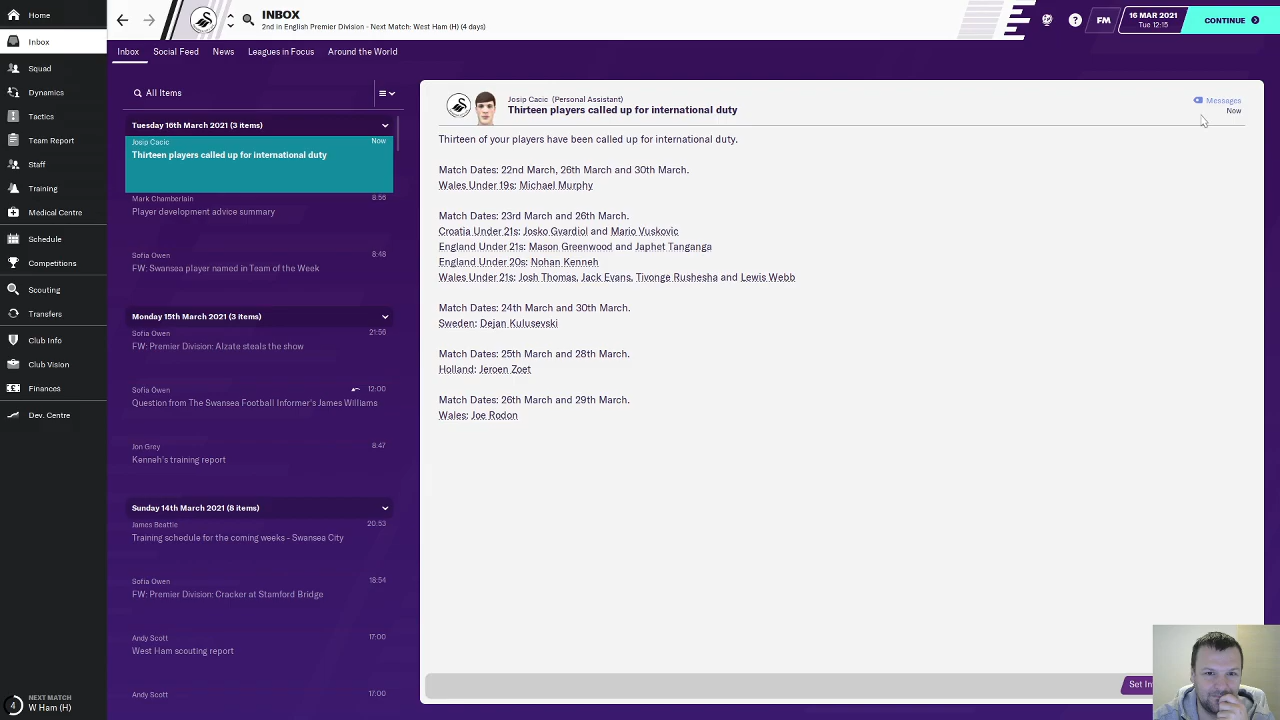 INBOX
2nd in English Premier Division - Next Match: West Ham (H) (4 days)
FM
16 MAR 2021
Tue 12:15
CONTINUE
Home
Inbox
Squad
Dynamics
Tactics
Team Report
Staff
Training
Medical Centre
Schedule
Competitions
Scouting
Transfers
Club Info
Club Vision
Finances
Dev. Centre
NEXT MATCH
W Ham (H)
Inbox
Social Feed
News
Leagues in Focus
Around the World
All Items
Tuesday 16th March 2021 (3 items)
Josip Cacic
Now
Thirteen players called up for international duty
Mark Chamberlain
8:56
Player development advice summary
Sofia Owen
8:48
FW: Swansea player named in Team of the Week
Monday 15th March 2021 (3 items)
Sofia Owen
21:56
FW: Premier Division: Alzate steals the show
Sofia Owen
12:00
Question from The Swansea Football Informer's James Williams
Jon Grey
8:47
Kenneh's training report
Sunday 14th March 2021 (8 items)
James Beattie
20:53
Training schedule for the coming weeks - Swansea City
Sofia Owen
18:54
FW: Premier Division: Cracker at Stamford Bridge
Andy Scott
17:00
West Ham scouting report
Andy Scott
17:00
Josip Cacic (Personal Assistant)
Thirteen players called up for international duty
Messages
Now
Thirteen of your players have been called up for international duty.
Match Dates: 22nd March, 26th March and 30th March.
Wales Under 19s: Michael Murphy
Match Dates: 23rd March and 26th March.
Croatia Under 21s: Josko Gvardiol and Mario Vuskovic
England Under 21s: Mason Greenwood and Japhet Tanganga
England Under 20s: Nohan Kenneh
Wales Under 21s: Josh Thomas, Jack Evans, Tivonge Rushesha and Lewis Webb
Match Dates: 24th March and 30th March.
Sweden: Dejan Kulusevski
Match Dates: 25th March and 28th March.
Holland: Jeroen Zoet
Match Dates: 26th March and 29th March.
Wales: Joe Rodon
Set In